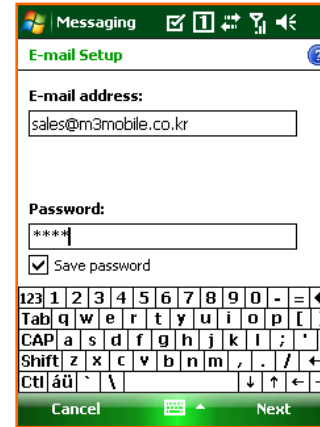 Messaging 1
E-mail Setup ?
E-mail address:
sales@m3mobile.co.kr
Password:
****
Save password
123 1 2 3 4 5 6 7 8 9 0 - =
Tab q w e r t y u i o p [ ]
CAP a s d f g h j k l ; '
Shift z x c v b n m , . /
Ctl áü ` \ ↓ ↑ ←
Cancel Next